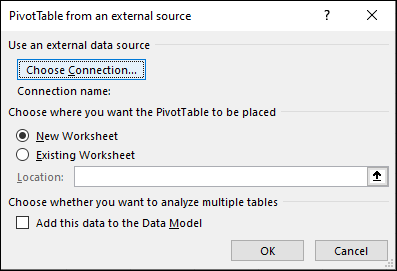 PivotTable from an external source
?
Use an external data source
Choose Connection...
Connection name:
Choose where you want the PivotTable to be placed
New Worksheet
Existing Worksheet
Location:
Choose whether you want to analyze multiple tables
Add this data to the Data Model
OK Cancel